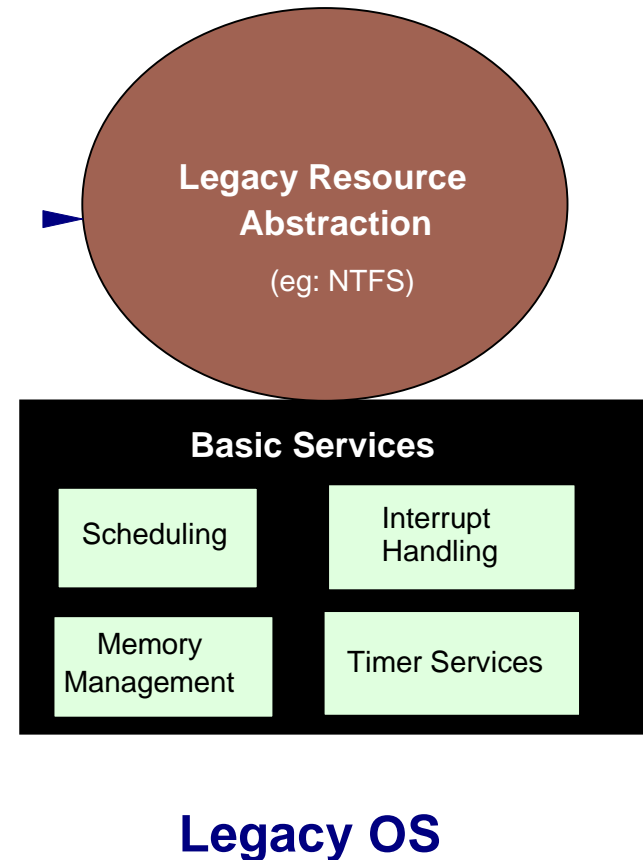 Legacy Resource
Abstraction
(eg: NTFS)
Basic Services
Scheduling
Interrupt
Handling
Memory
Management
Timer Services
Legacy OS